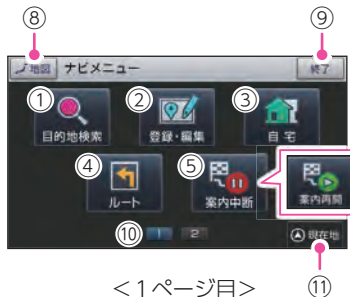 ⑧ ⑨
地図 ナビメニュー 終了
① ② ③
目的地検索 登録・編集 自宅
④ ⑤
ルート 案内中断 案内再開
⑩ 1 2 現在地
<1ページ目> ⑪